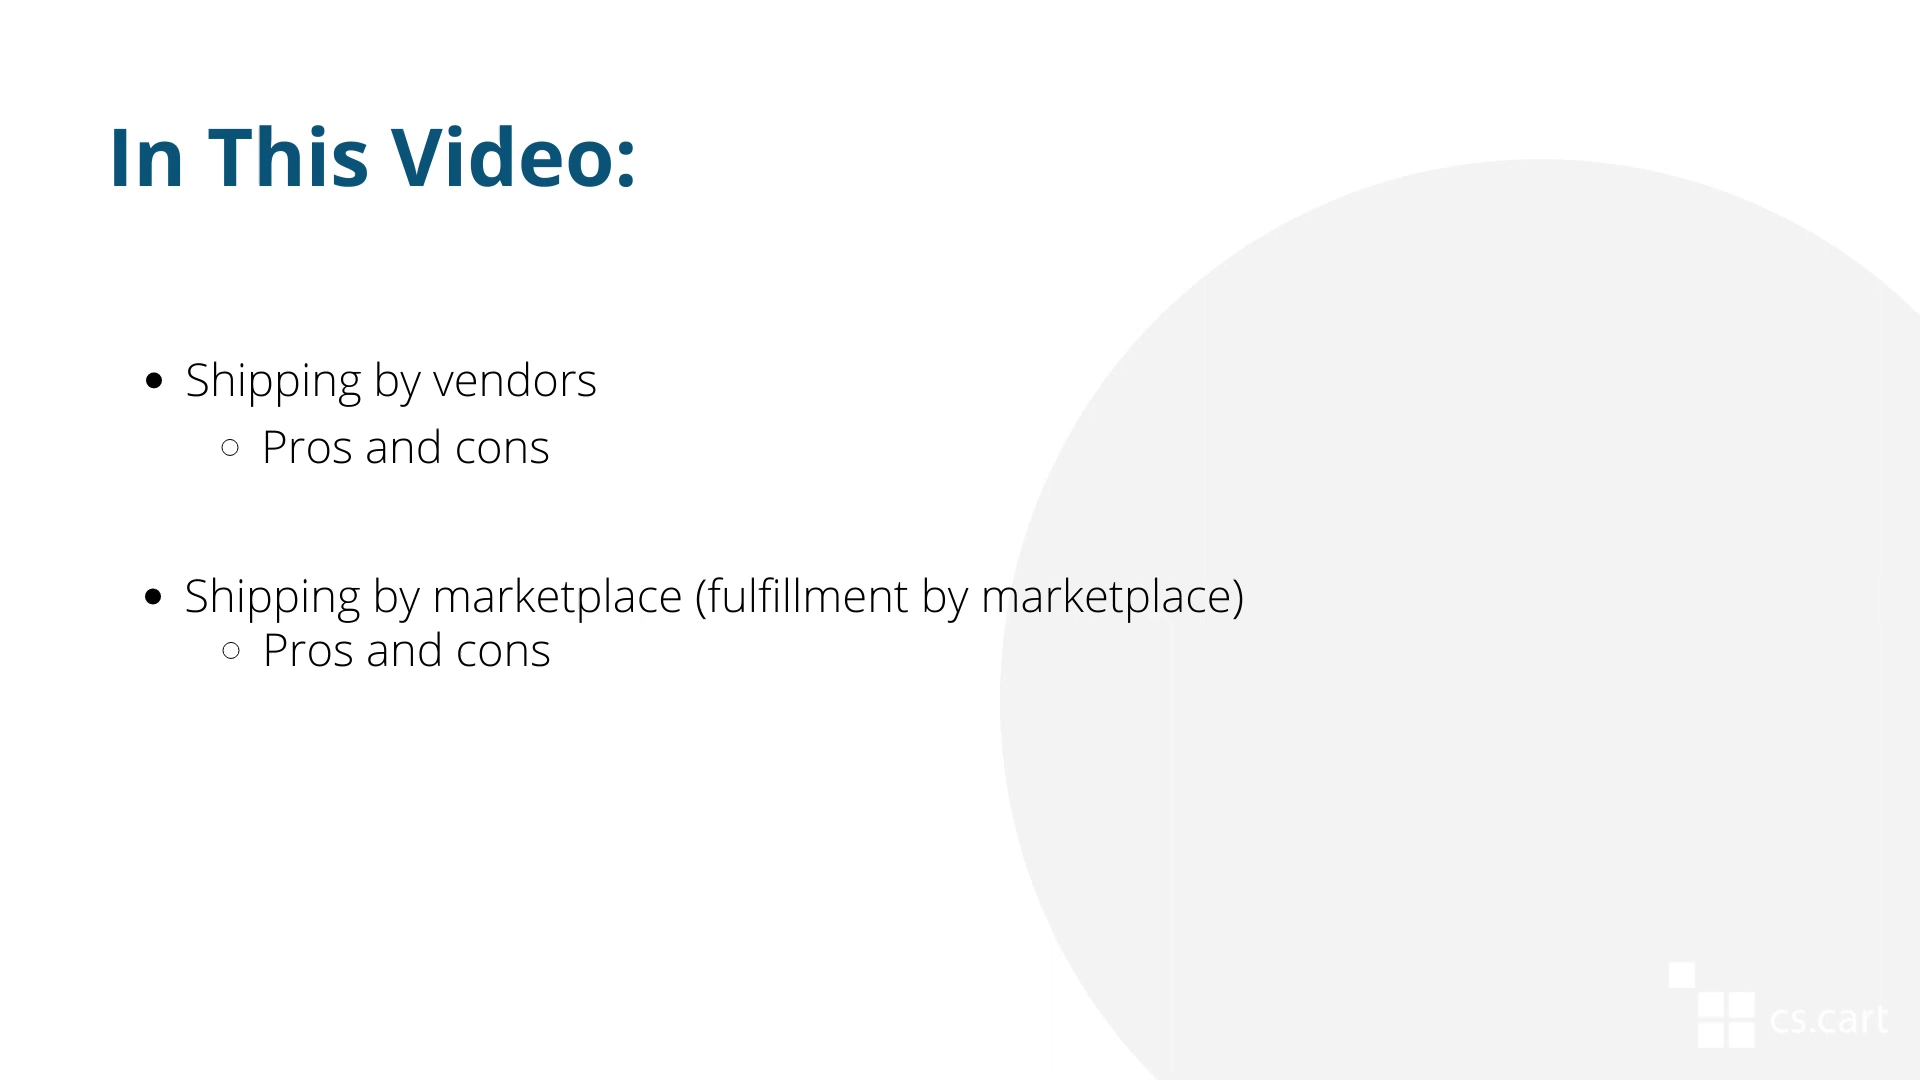 In This Video:
• Shipping by vendors
○ Pros and cons
• Shipping by marketplace (fulfillment by marketplace)
○ Pros and cons
cs.cart